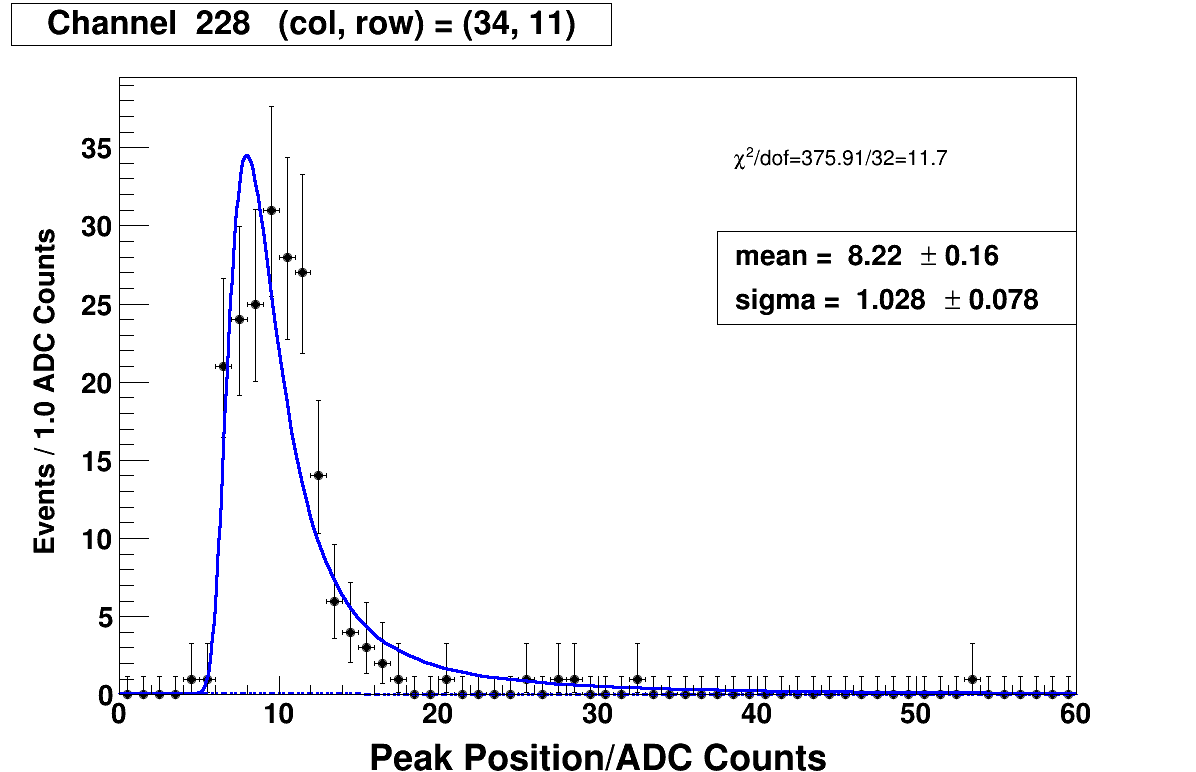 Channel 228 (col, row) = (34, 11)
χ²/dof=375.91/32=11.7
mean = 8.22 ± 0.16
sigma = 1.028 ± 0.078
Events / 1.0 ADC Counts
35
30
25
20
15
10
5
0
0 10 20 30 40 50 60
Peak Position/ADC Counts